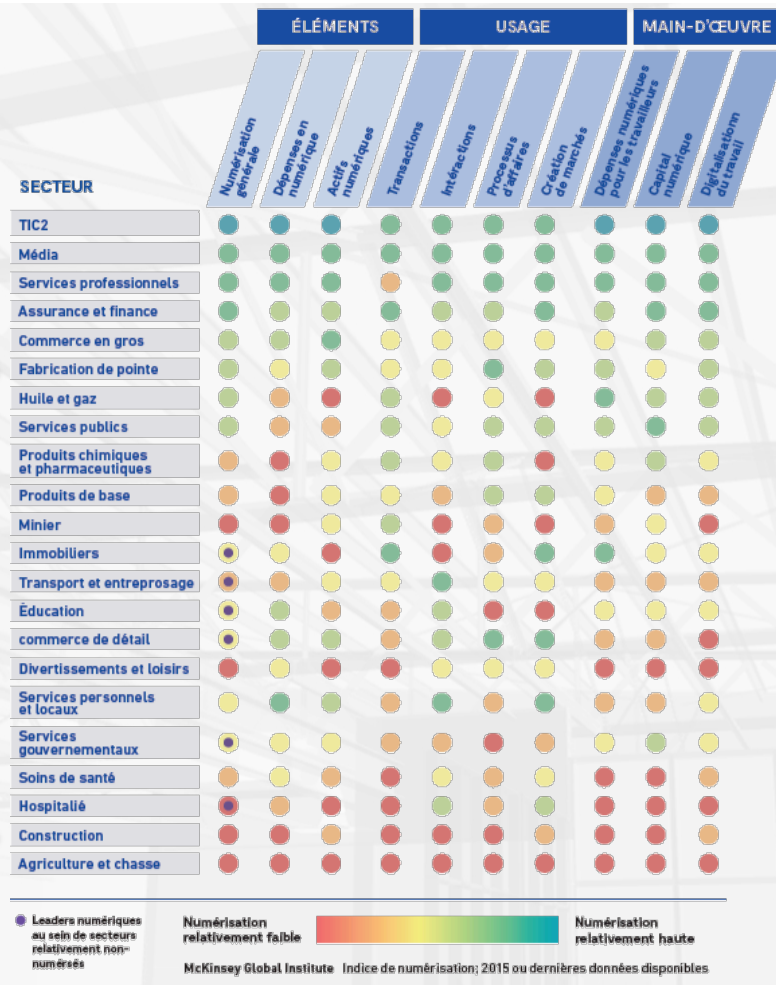 ÉLÉMENTS
USAGE
MAIN-D'ŒUVRE
SECTEUR
Numérisation
générale
Dépenses en
numérique
Actifs
numériques
Transactions
Intéractions
Processus
d'affaires
Création
de marchés
Dépenses numériques
pour les travailleurs
Capital
numérique
Digitalisationn
du travail
TIC2
Média
Services professionnels
Assurance et finance
Commerce en gros
Fabrication de pointe
Huile et gaz
Services publics
Produits chimiques
et pharmaceutiques
Produits de base
Minier
Immobiliers
Transport et entreprosage
Éducation
commerce de détail
Divertissements et loisirs
Services personnels
et locaux
Services
gouvernementaux
Soins de santé
Hospitalié
Construction
Agriculture et chasse
Leaders numériques
au sein de secteurs
relativement non-
numérsés
Numérisation
relativement faible
Numérisation
relativement haute
McKinsey Global Institute Indice de numérisation; 2015 ou dernières données disponibles